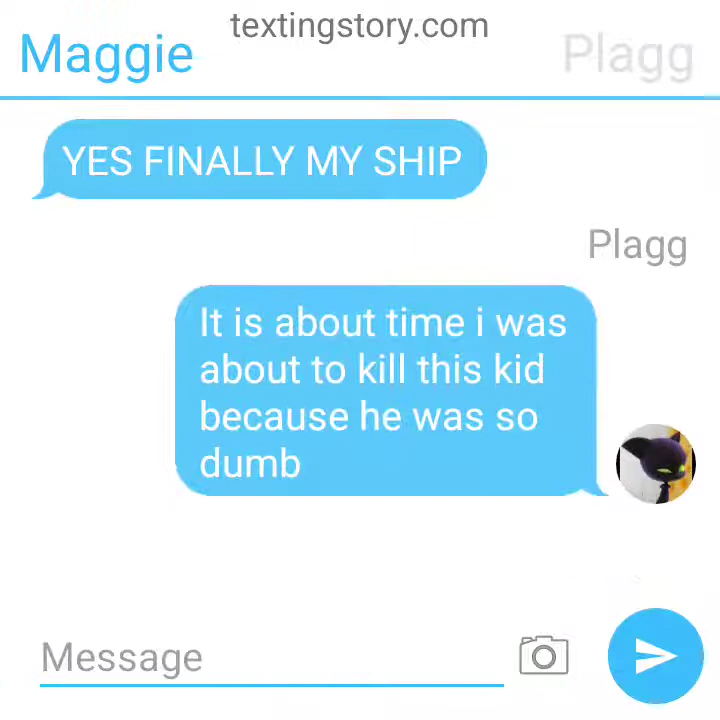 textingstory.com
Maggie
Plagg
YES FINALLY MY SHIP
Plagg
It is about time i was
about to kill this kid
because he was so
dumb
Message